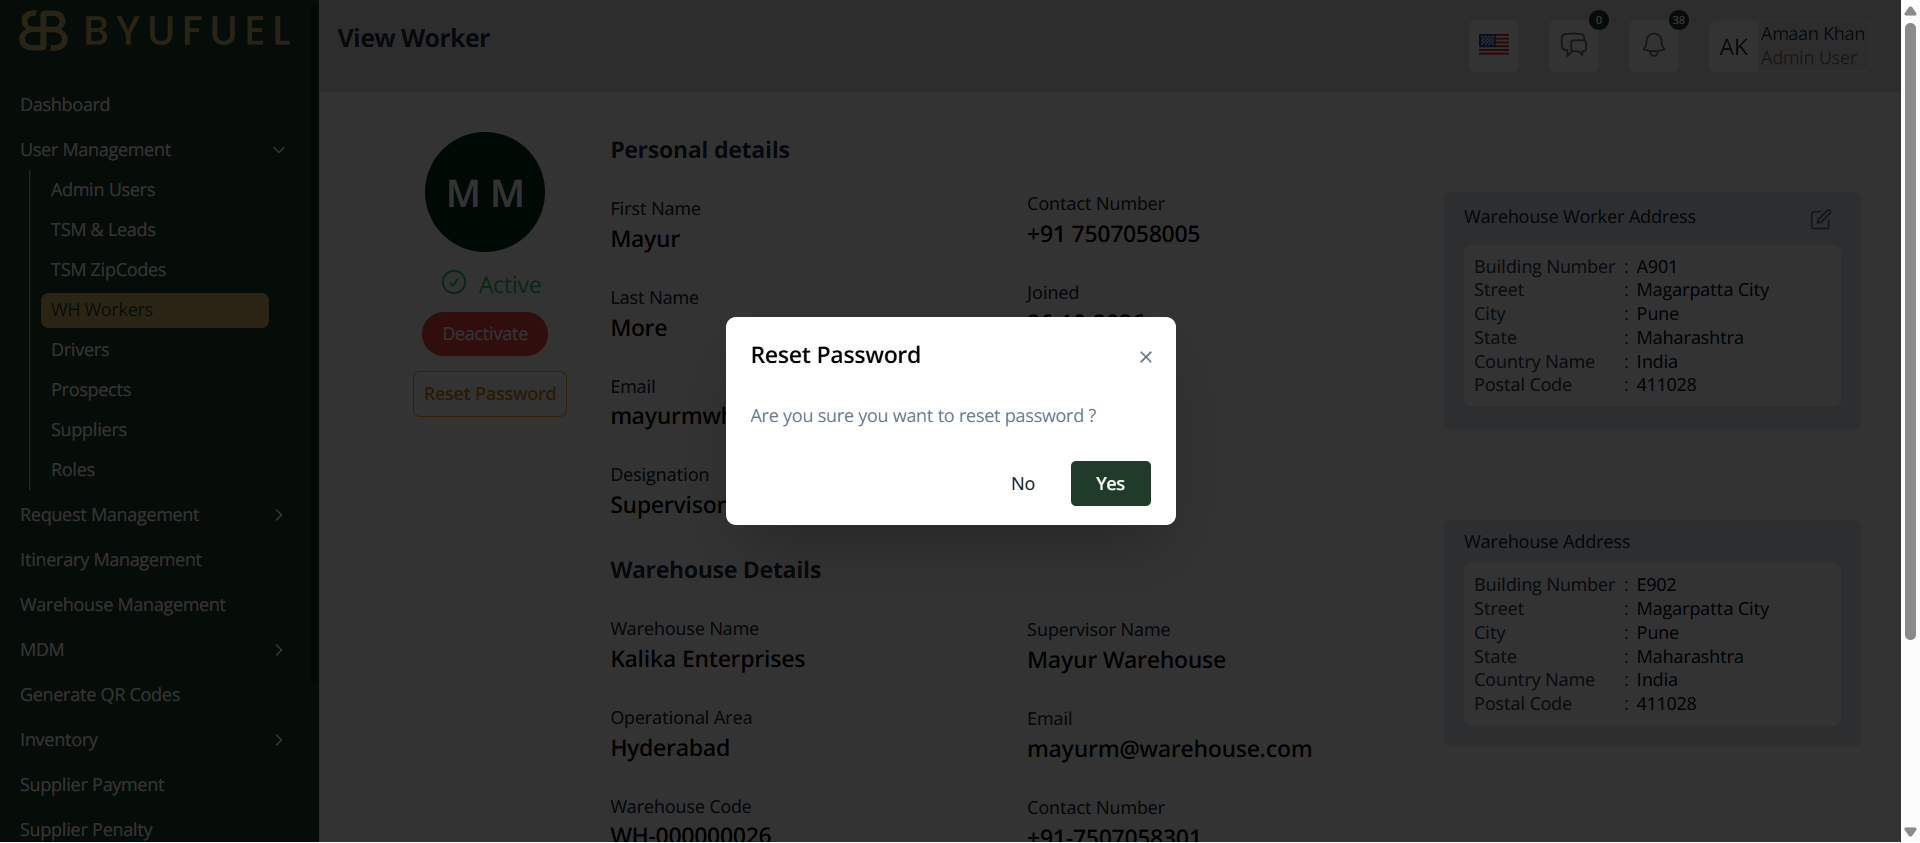 BYUFUEL
View Worker
0
38
AK
Amaan Khan
Admin User
Dashboard
User Management
Admin Users
TSM & Leads
TSM ZipCodes
WH Workers
Drivers
Prospects
Suppliers
Roles
Request Management
Itinerary Management
Warehouse Management
MDM
Generate QR Codes
Inventory
Supplier Payment
Supplier Penalty
M M
Active
Deactivate
Reset Password
Personal details
First Name
Mayur
Contact Number
+91 7507058005
Last Name
More
Joined
Email
Designation
Supervisor
Reset Password
Are you sure you want to reset password ?
No
Yes
Warehouse Details
Warehouse Name
Kalika Enterprises
Supervisor Name
Mayur Warehouse
Operational Area
Hyderabad
Email
mayurm@warehouse.com
Warehouse Code
WH-000000026
Contact Number
+91-7507058301
Warehouse Worker Address
Building Number : A901
Street : Magarpatta City
City : Pune
State : Maharashtra
Country Name : India
Postal Code : 411028
Warehouse Address
Building Number : E902
Street : Magarpatta City
City : Pune
State : Maharashtra
Country Name : India
Postal Code : 411028